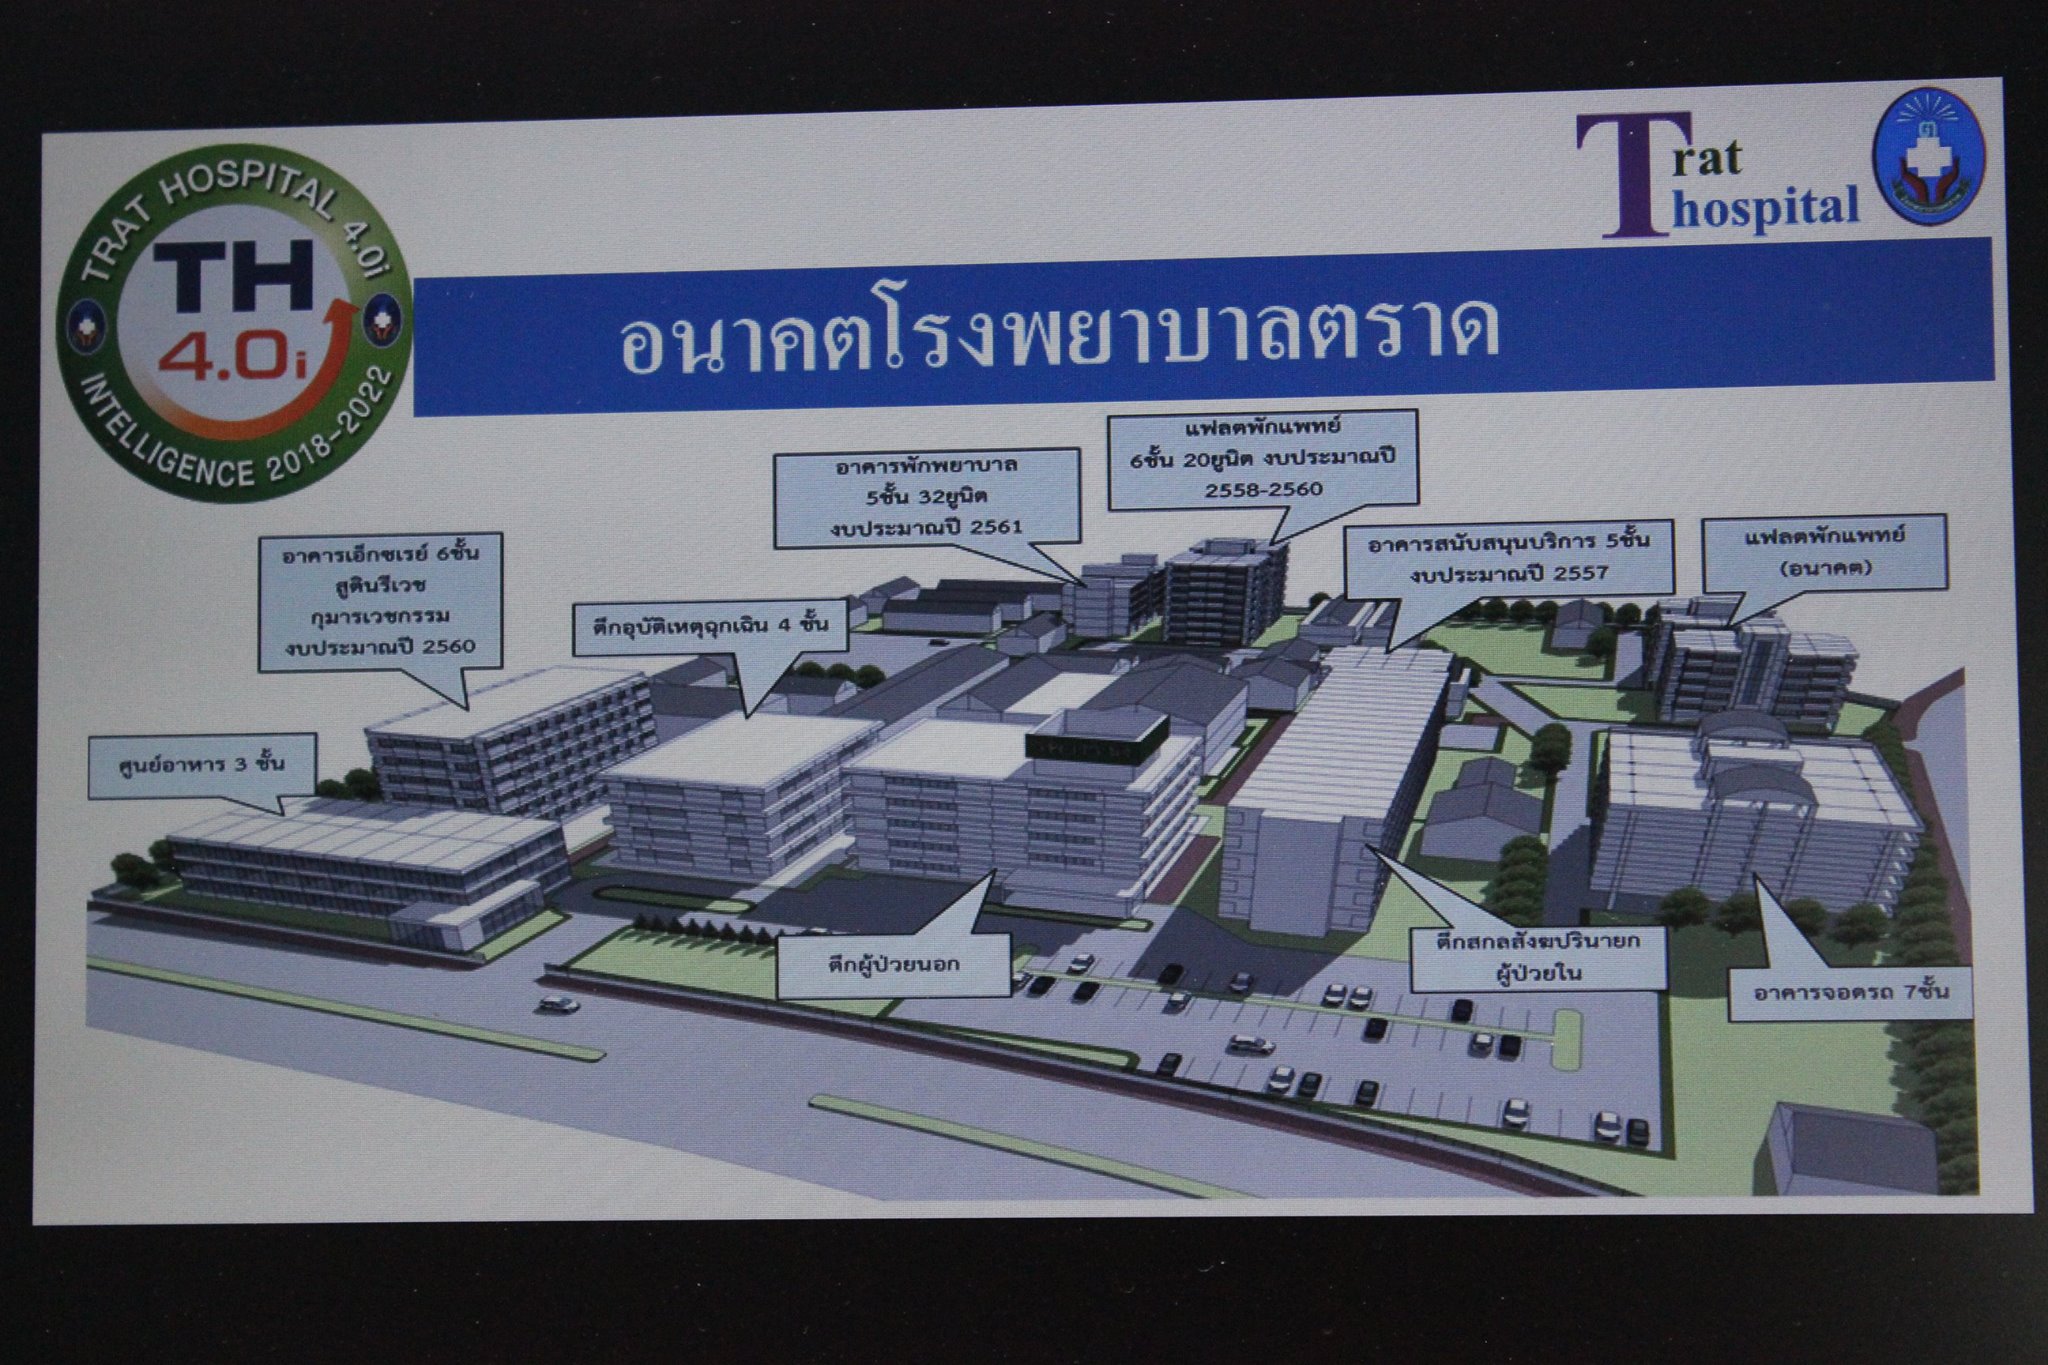 TRAT HOSPITAL 4.0i
TH
4.0i
INTELLIGENCE 2018-2022
Trat
hospital
อนาคตโรงพยาบาลตราด
แฟลตพักแพทย์
6ชั้น 20ยูนิต งบประมาณปี
2558-2560
อาคารพักพยาบาล
5ชั้น 32ยูนิต
งบประมาณปี 2561
อาคารสนับสนุนบริการ 5ชั้น
งบประมาณปี 2557
แฟลตพักแพทย์
(อนาคต)
อาคารเอ็กซเรย์ 6ชั้น
สูตินรีเวช
กุมารเวชกรรม
งบประมาณปี 2560
ตึกอุบัติเหตุฉุกเฉิน 4 ชั้น
ศูนย์อาหาร 3 ชั้น
ตึกผู้ป่วยนอก
ตึกสกลสังฆปรินายก
ผู้ป่วยใน
อาคารจอดรถ 7ชั้น